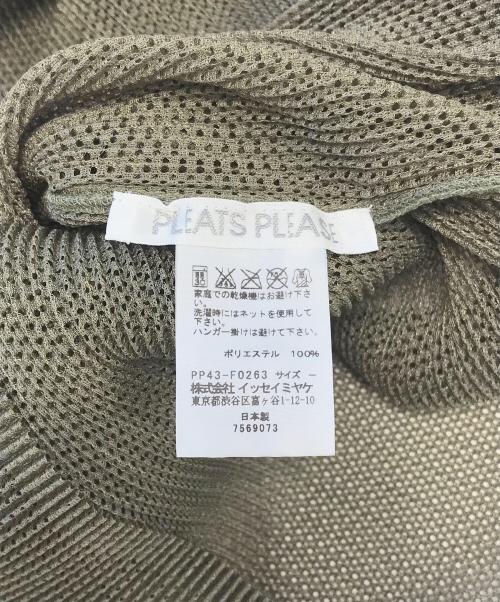 PLEATS PLEASE
家庭での乾燥機はお避け下さ
い。
洗濯時にはネットを使用して
下さい。
ハンガー掛けは避けて下さい。
ポリエステル 100%
PP43-F0263 サイズ －
株式会社 イッセイミヤケ
東京都渋谷区富ヶ谷1-12-10
日本製
7569073